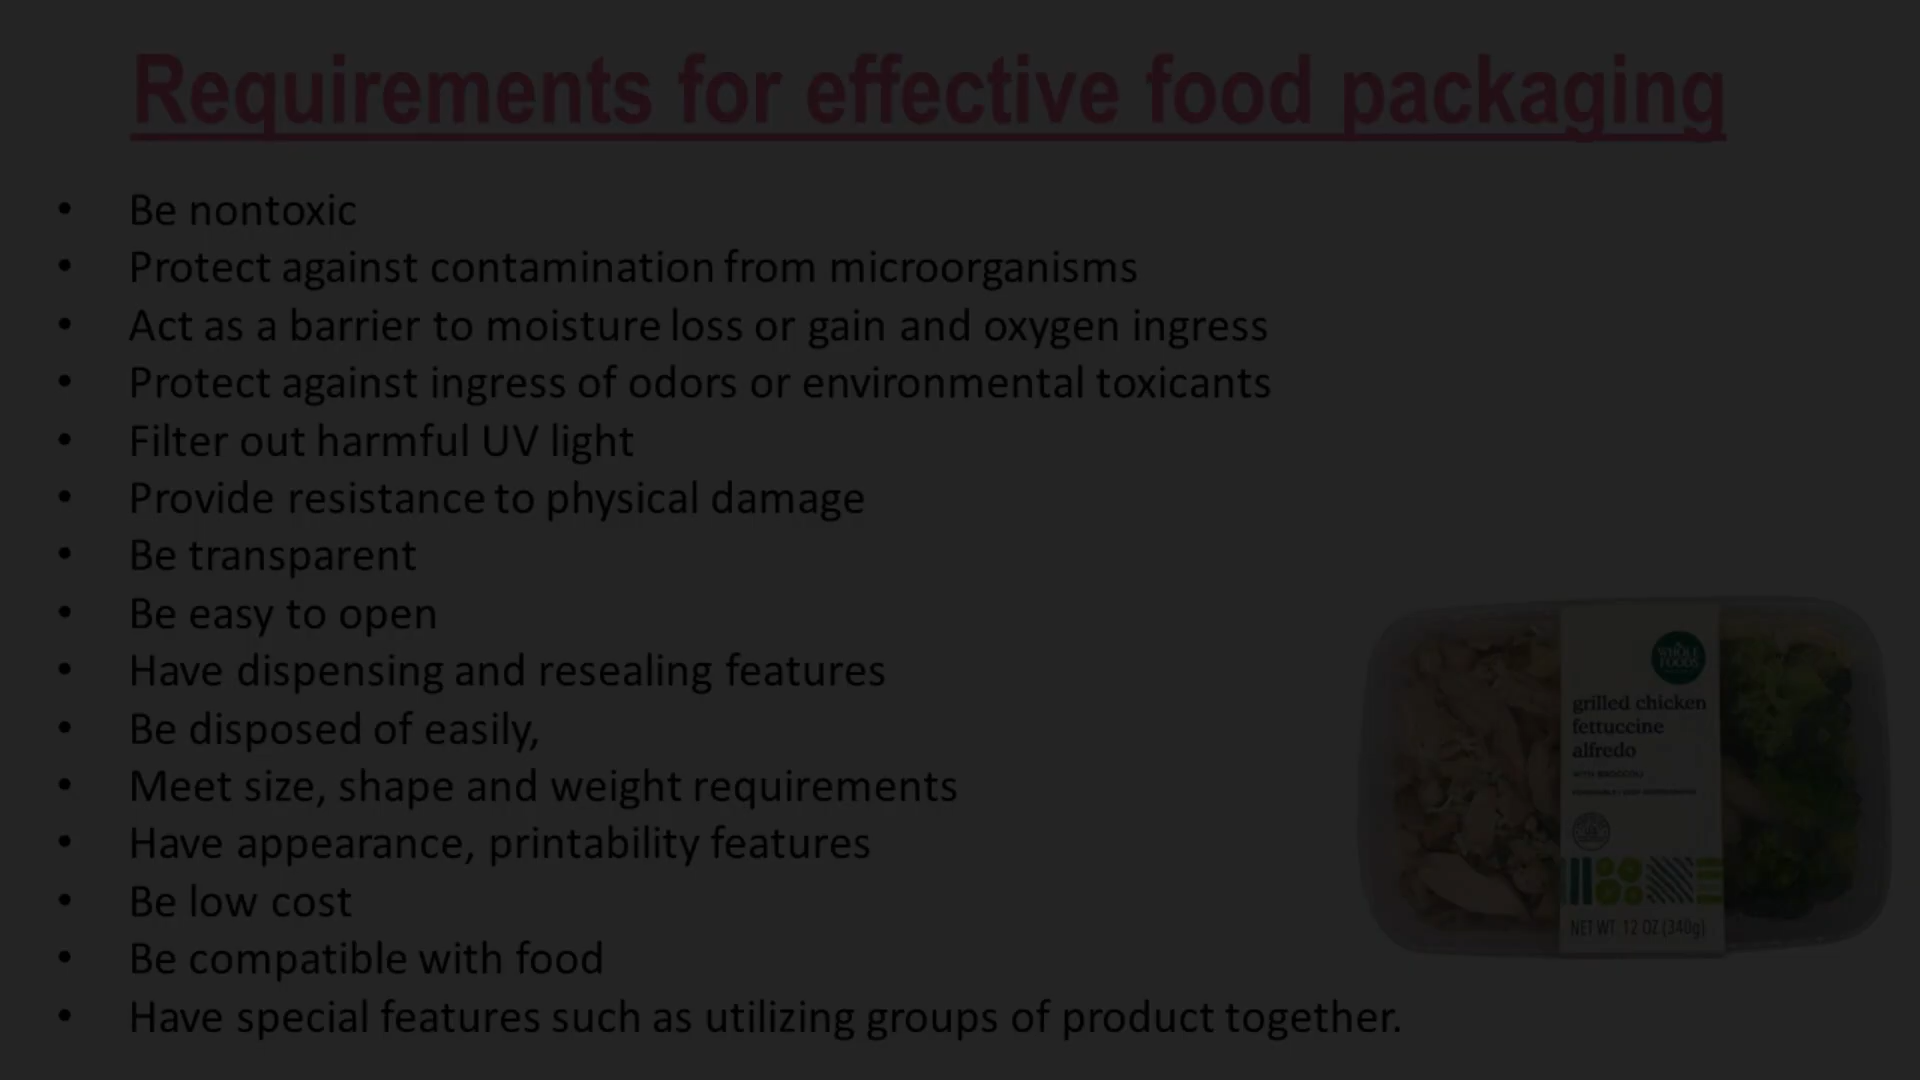 Requirements for effective food packaging
• Be nontoxic
• Protect against contamination from microorganisms
• Act as a barrier to moisture loss or gain and oxygen ingress
• Protect against ingress of odors or environmental toxicants
• Filter out harmful UV light
• Provide resistance to physical damage
• Be transparent
• Be easy to open
• Have dispensing and resealing features
• Be disposed of easily,
• Meet size, shape and weight requirements
• Have appearance, printability features
• Be low cost
• Be compatible with food
• Have special features such as utilizing groups of product together.
WHOLE
FOODS
grilled chicken
fettuccine
alfredo
WITH BROCCOLI
NET WT. 12 OZ (340g)